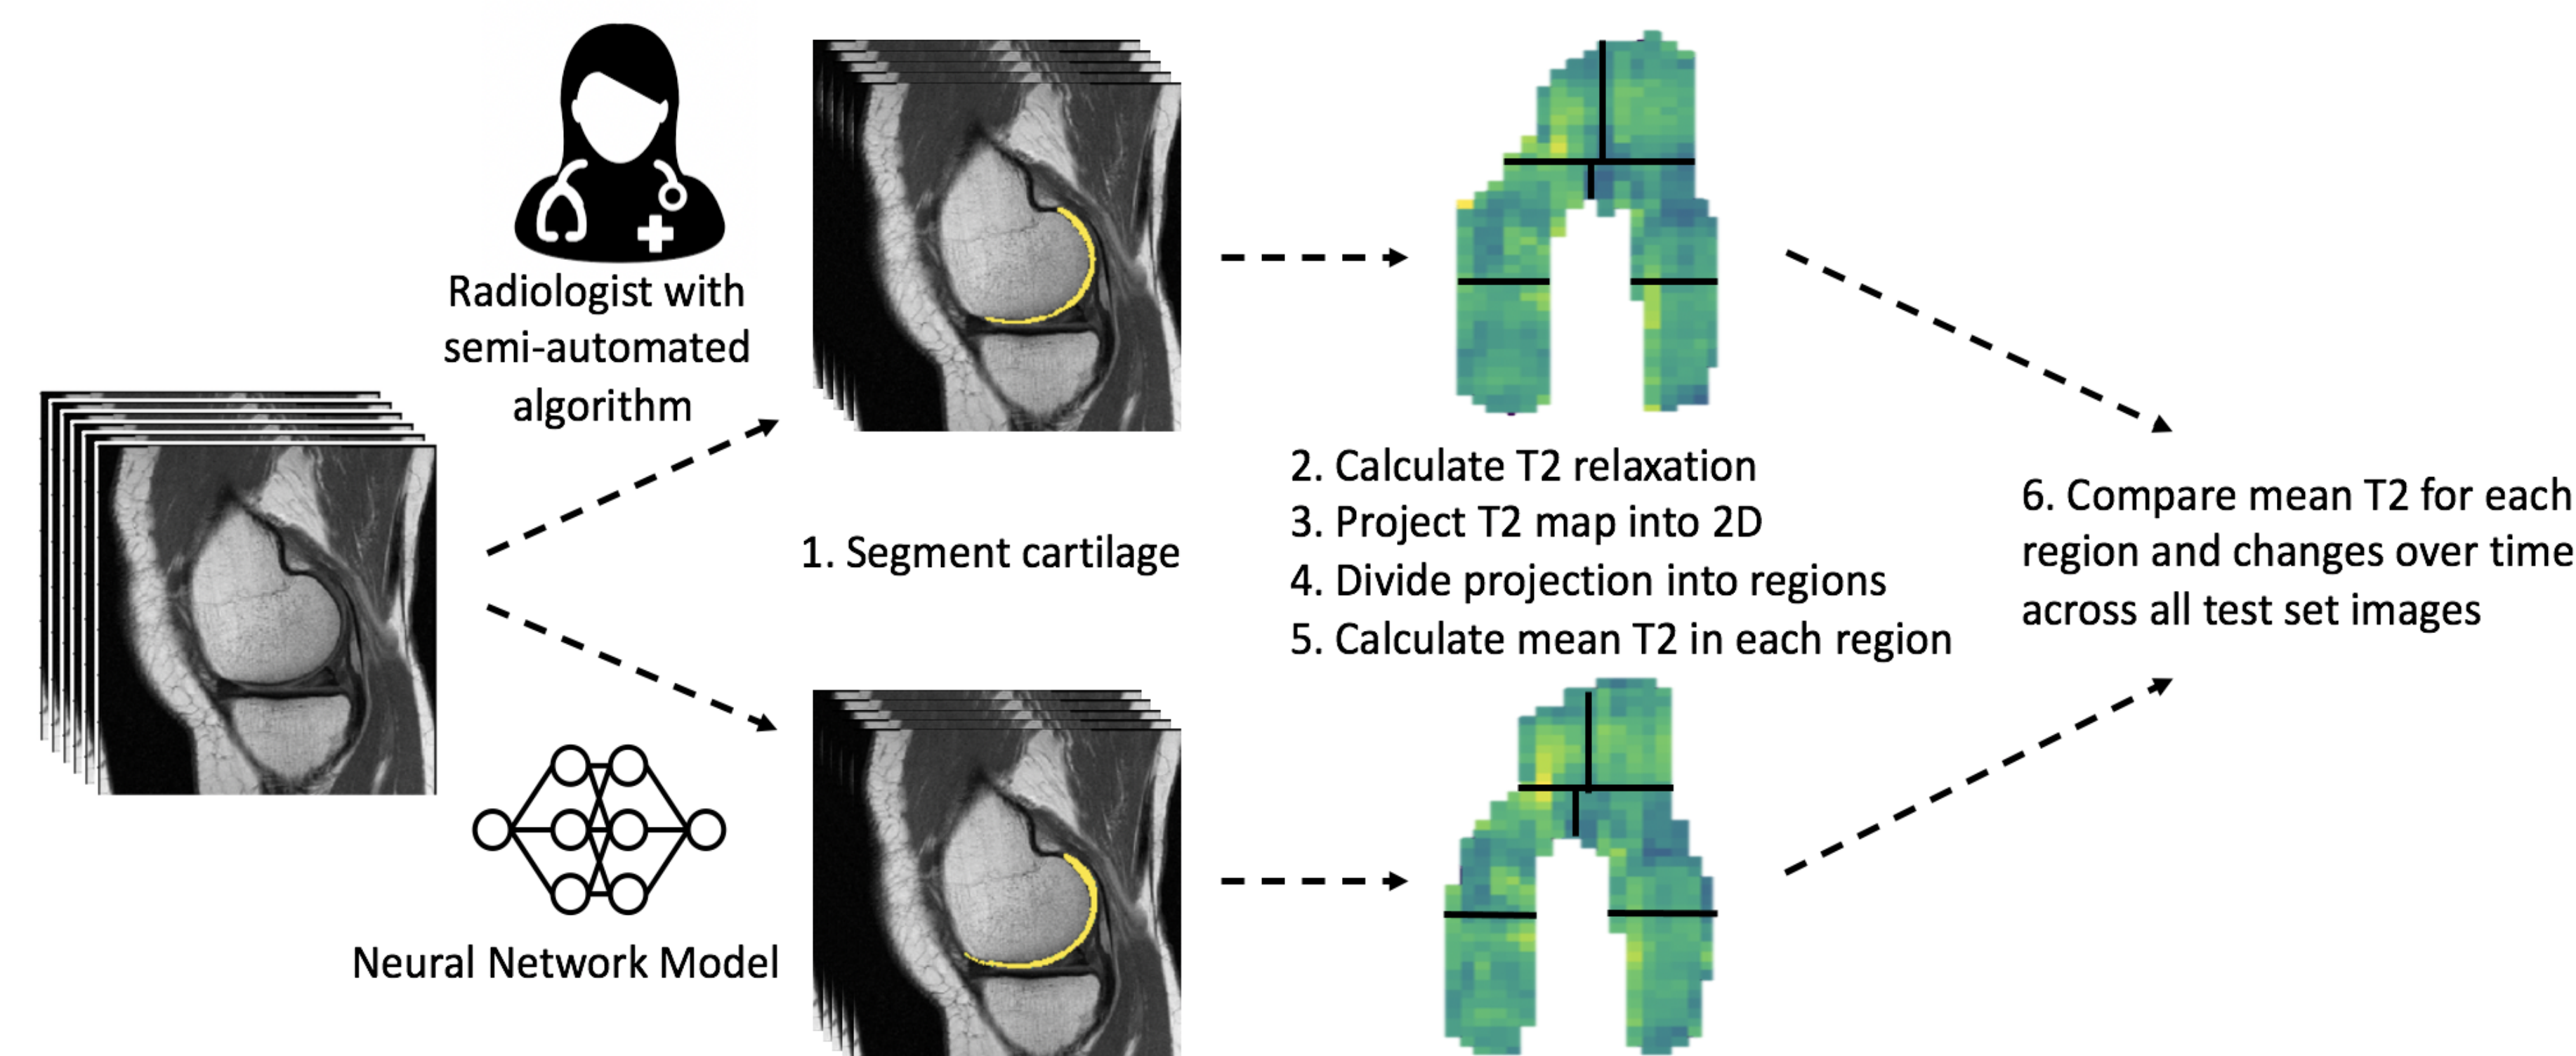 Radiologist with
semi-automated
algorithm
1. Segment cartilage
Neural Network Model
2. Calculate T2 relaxation
3. Project T2 map into 2D
4. Divide projection into regions
5. Calculate mean T2 in each region
6. Compare mean T2 for each
region and changes over time
across all test set images